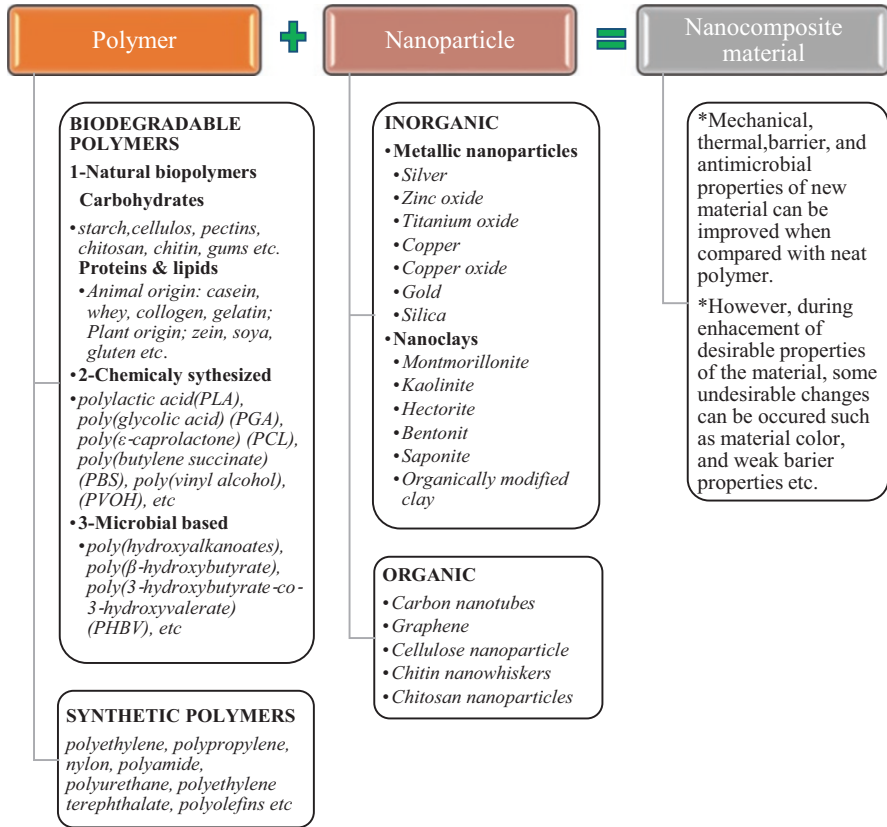 Polymer
+
Nanoparticle
=
Nanocomposite
material
BIODEGRADABLE
POLYMERS
1-Natural biopolymers
Carbohydrates
•starch,cellulos, pectins,
chitosan, chitin, gums etc.
Proteins & lipids
•Animal origin: casein,
whey, collogen, gelatin;
Plant origin; zein, soya,
gluten etc.
•2-Chemicaly sythesized
•polylactic acid(PLA),
poly(glycolic acid) (PGA),
poly(ε-caprolactone) (PCL),
poly(butylene succinate)
(PBS), poly(vinyl alcohol),
(PVOH), etc
•3-Microbial based
•poly(hydroxyalkanoates),
poly(β-hydroxybutyrate),
poly(3-hydroxybutyrate-co-
3-hydroxyvalerate)
(PHBV), etc
SYNTHETIC POLYMERS
polyethylene, polypropylene,
nylon, polyamide,
polyurethane, polyethylene
terephthalate, polyolefins etc
INORGANIC
•Metallic nanoparticles
•Silver
•Zinc oxide
•Titanium oxide
•Copper
•Copper oxide
•Gold
•Silica
•Nanoclays
•Montmorillonite
•Kaolinite
•Hectorite
•Bentonit
•Saponite
•Organically modified
clay
ORGANIC
•Carbon nanotubes
•Graphene
•Cellulose nanoparticle
•Chitin nanowhiskers
•Chitosan nanoparticles
*Mechanical,
thermal,barrier, and
antimicrobial
properties of new
material can be
improved when
compared with neat
polymer.
*However, during
enhacement of
desirable properties
of the material, some
undesirable changes
can be occured such
as material color,
and weak barier
properties etc.